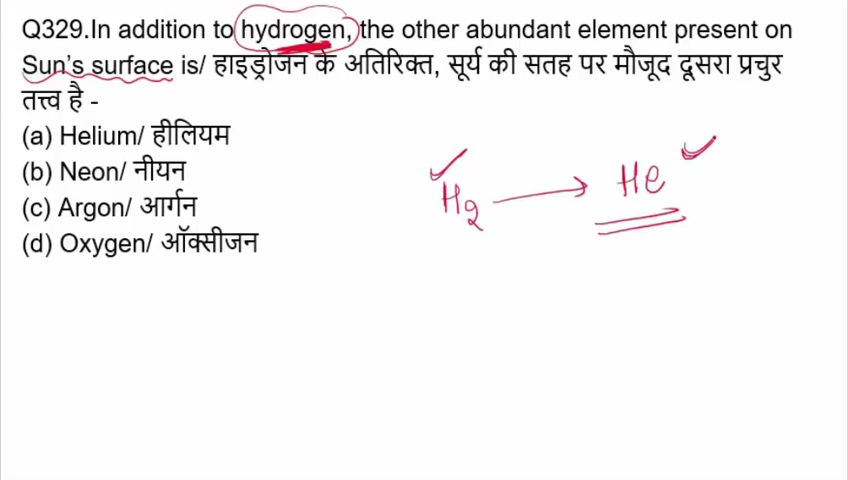 Q329.In addition to hydrogen, the other abundant element present on
Sun's surface is/ हाइड्रोजन के अतिरिक्त, सूर्य की सतह पर मौजूद दूसरा प्रचुर
तत्त्व है -
(a) Helium/ हीलियम
(b) Neon/ नीयन
(c) Argon/ आर्गन
(d) Oxygen/ ऑक्सीजन
H2 → He